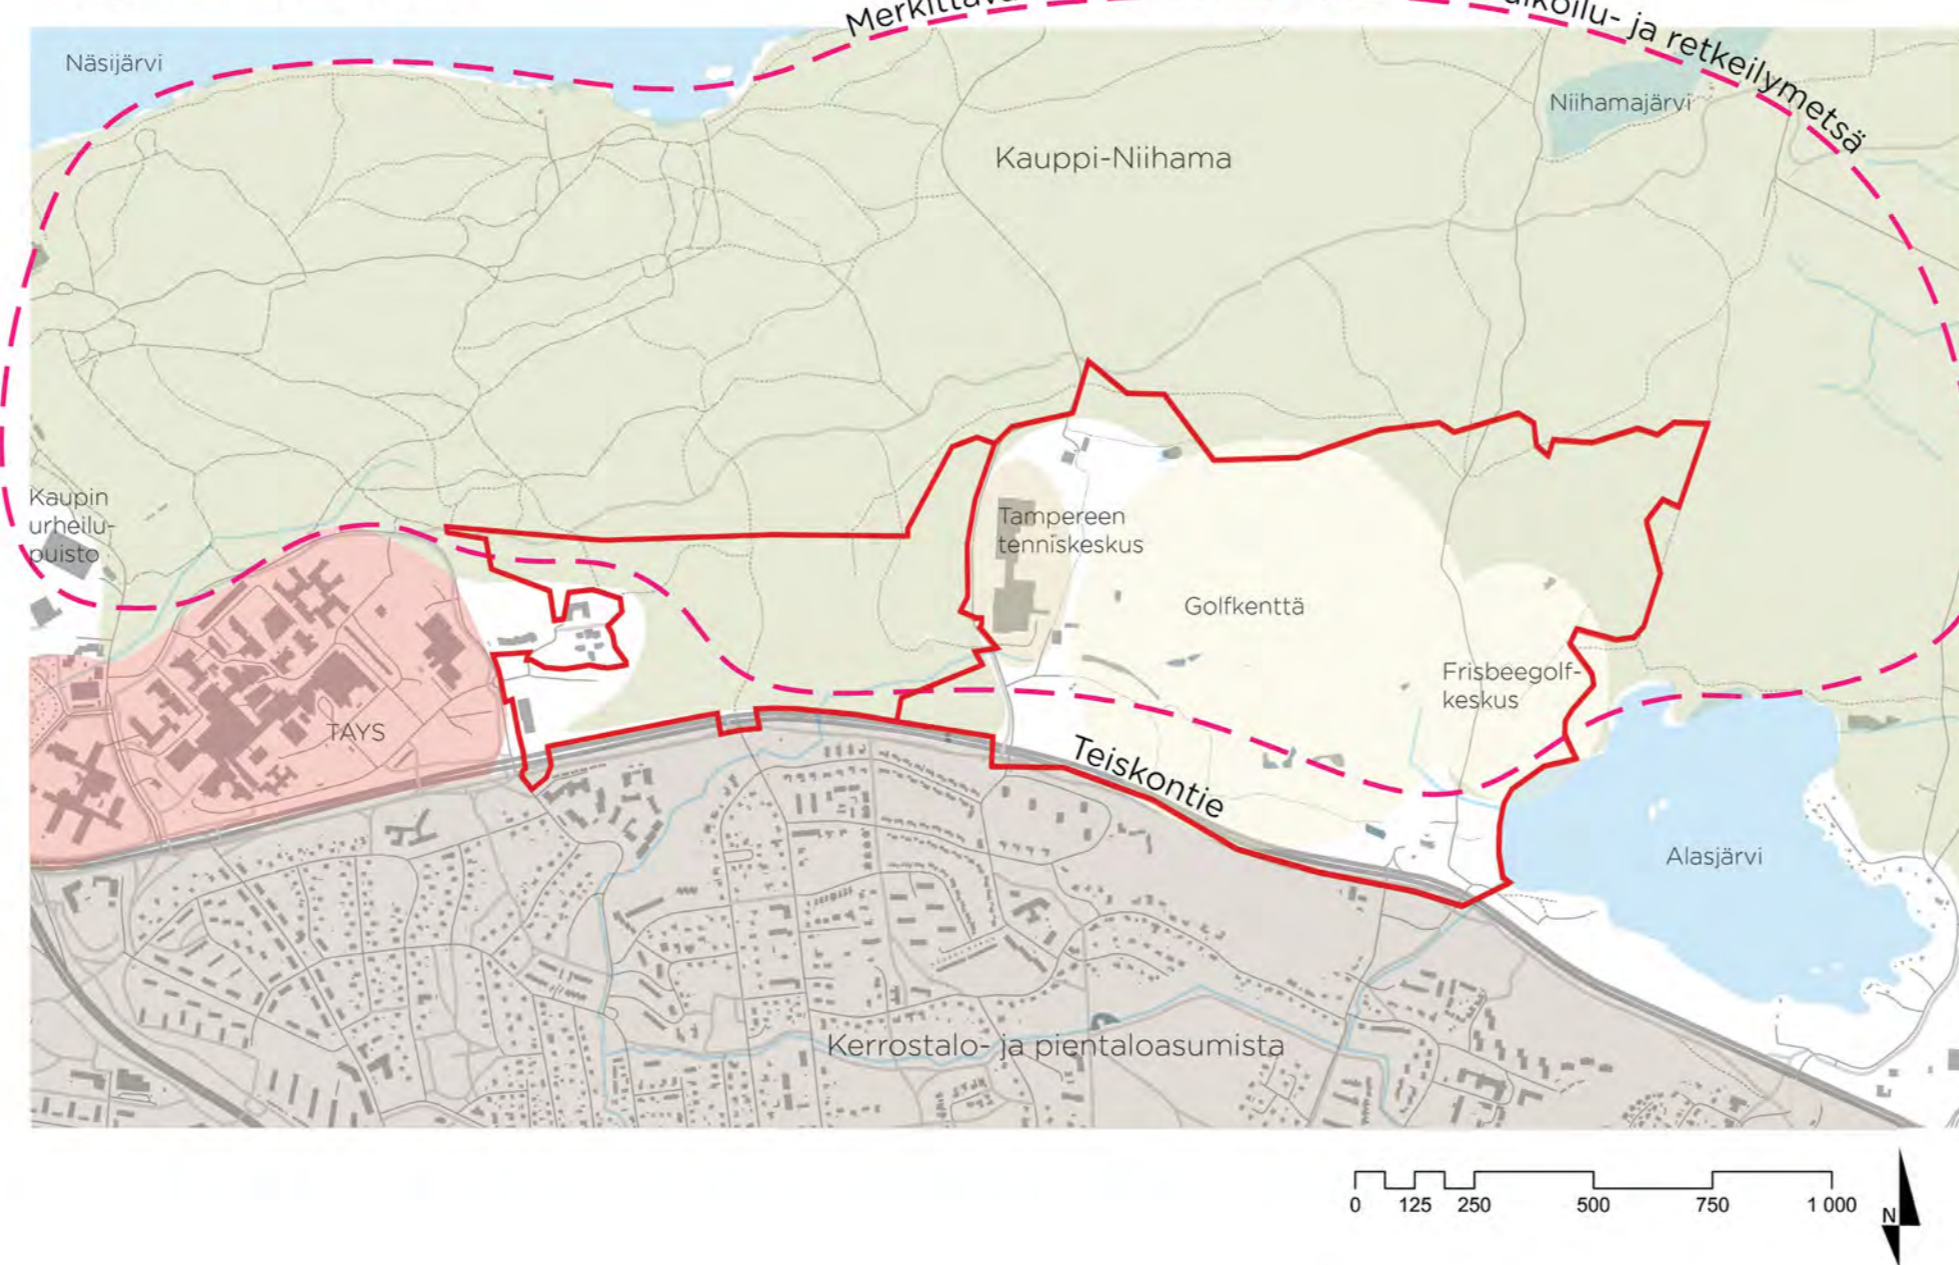 Merkittävä
ulkoilu- ja retkeilymetsä
Näsijärvi
Niihamajärvi
Kauppi-Niihama
Kaupin
urheilu-
puisto
Tampereen
tenniskeskus
Golfkenttä
Frisbeegolf-
keskus
TAYS
Teiskontie
Alasjärvi
Kerrostalo- ja pientaloasumista
0 125 250 500 750 1 000
N